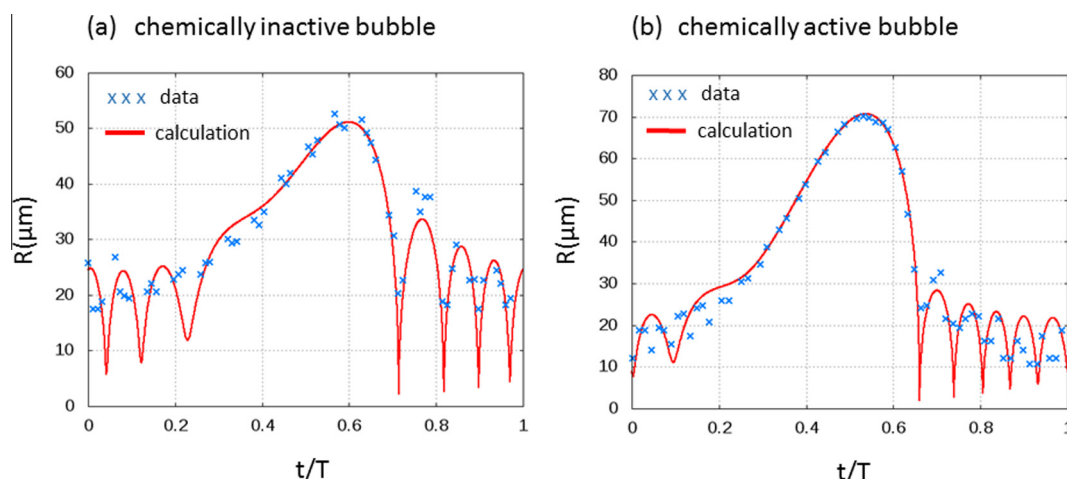 (a) chemically inactive bubble
60
50
40
30
20
10
0
R(μm)
x x x data
calculation
0 0.2 0.4 0.6 0.8 1
t/T
(b) chemically active bubble
80
70
60
50
40
30
20
10
0
R(μm)
x x x data
calculation
0 0.2 0.4 0.6 0.8 1
t/T